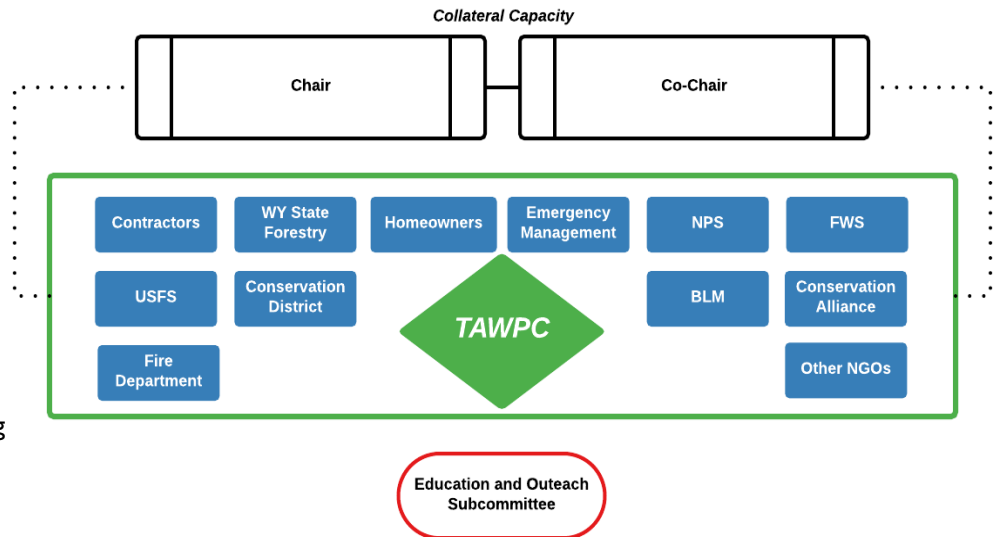 Collateral Capacity
Chair
Co-Chair
Contractors
WY State
Forestry
Homeowners
Emergency
Management
NPS
FWS
USFS
Conservation
District
BLM
Conservation
Alliance
TAWPC
Fire
Department
Other NGOs
g
Education and Outeach
Subcommittee